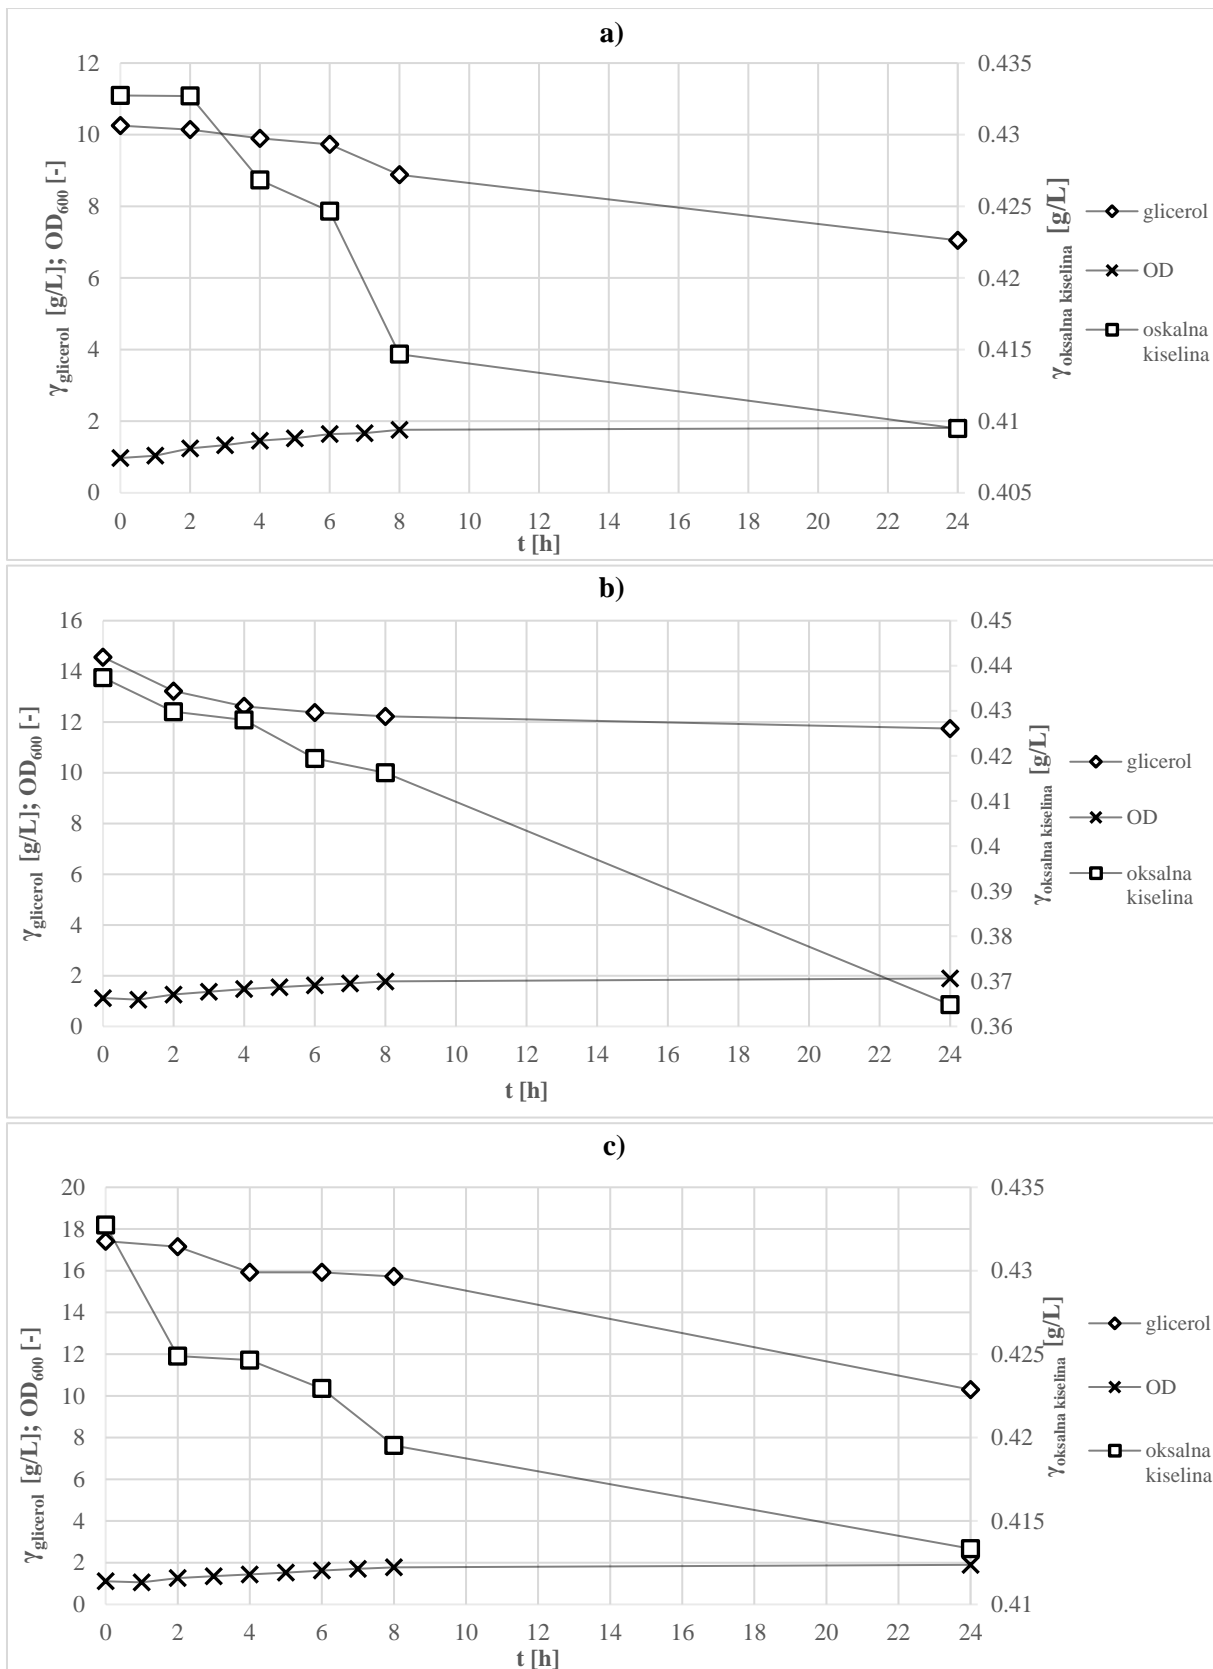 a)
12
10
8
6
4
2
0
0.435
0.430
0.425
0.420
0.415
0.410
0.405
0 2 4 6 8 10 12 14 16 18 20 22 24
t [h]
γglicerol [g/L]; OD600 [-]
γoksalna kiselina [g/L]
glicerol
OD
oskalna
kiselina
b)
16
14
12
10
8
6
4
2
0
0.45
0.44
0.43
0.42
0.41
0.4
0.39
0.38
0.37
0.36
0 2 4 6 8 10 12 14 16 18 20 22 24
t [h]
γglicerol [g/L]; OD600 [-]
γoksalna kiselina [g/L]
glicerol
OD
oksalna
kiselina
c)
20
18
16
14
12
10
8
6
4
2
0
0.435
0.43
0.425
0.42
0.415
0.41
0 2 4 6 8 10 12 14 16 18 20 22 24
t [h]
γglicerol [g/L]; OD600 [-]
γoksalna kiselina [g/L]
glicerol
OD
oksalna
kiselina